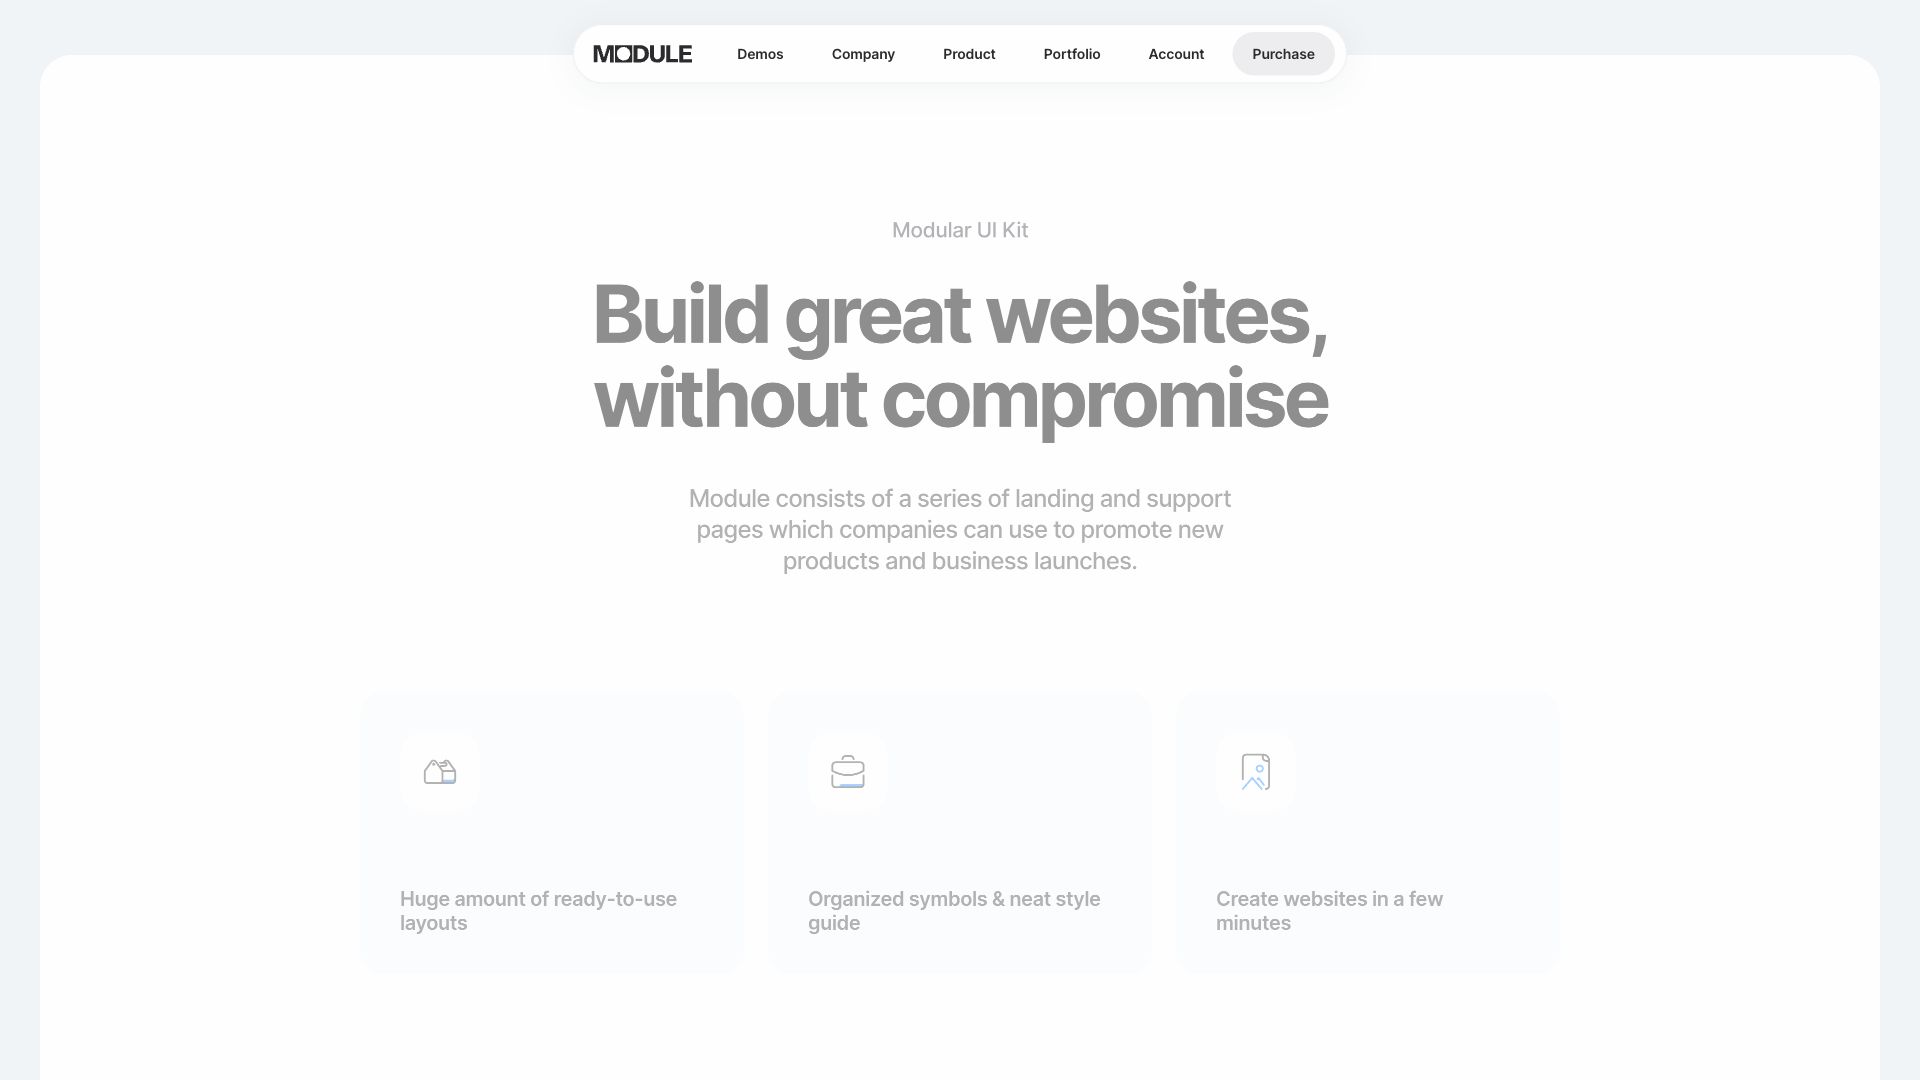 MODULE
Demos
Company
Product
Portfolio
Account
Purchase
Modular UI Kit
Build great websites,
without compromise
Module consists of a series of landing and support
pages which companies can use to promote new
products and business launches.
Huge amount of ready-to-use
layouts
Organized symbols & neat style
guide
Create websites in a few
minutes